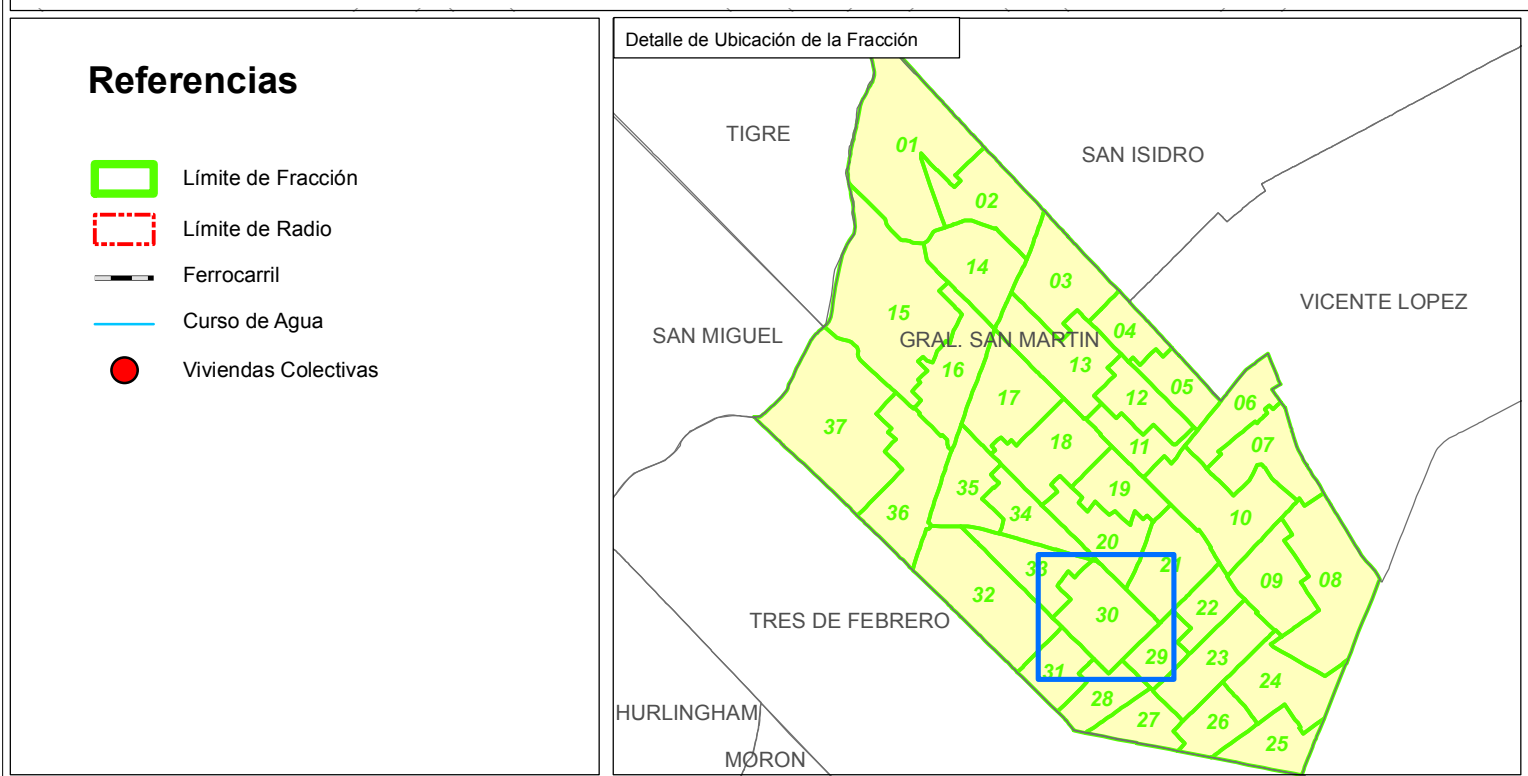 Referencias
Límite de Fracción
Límite de Radio
Ferrocarril
Curso de Agua
Viviendas Colectivas
Detalle de Ubicación de la Fracción
TIGRE
01
SAN ISIDRO
02
14
03
VICENTE LOPEZ
15
SAN MIGUEL
GRAL. SAN MARTIN
04
13
16
05
12
17
06
37
18
11
07
35
19
36
34
10
20
33
21
09
08
32
22
30
TRES DE FEBRERO
29
23
31
24
28
HURLINGHAM
27
26
25
MORON